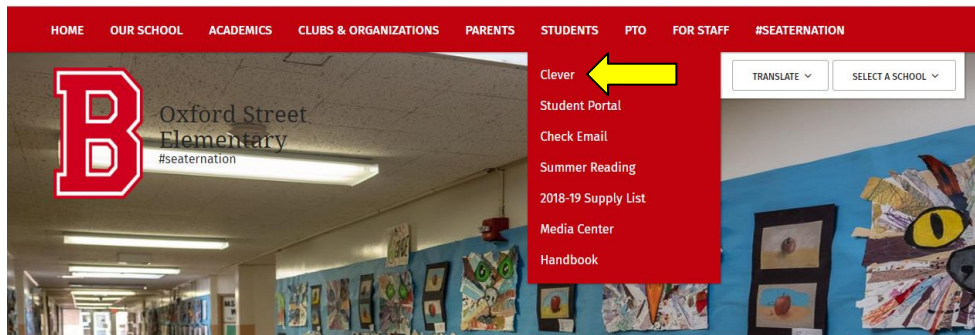 HOME OUR SCHOOL ACADEMICS CLUBS & ORGANIZATIONS PARENTS STUDENTS PTO FOR STAFF #SEATERNATION
Clever
TRANSLATE SELECT A SCHOOL
Student Portal
Check Email
Summer Reading
2018-19 Supply List
Media Center
Handbook
B
Oxford Street
Elementary
#seaternation